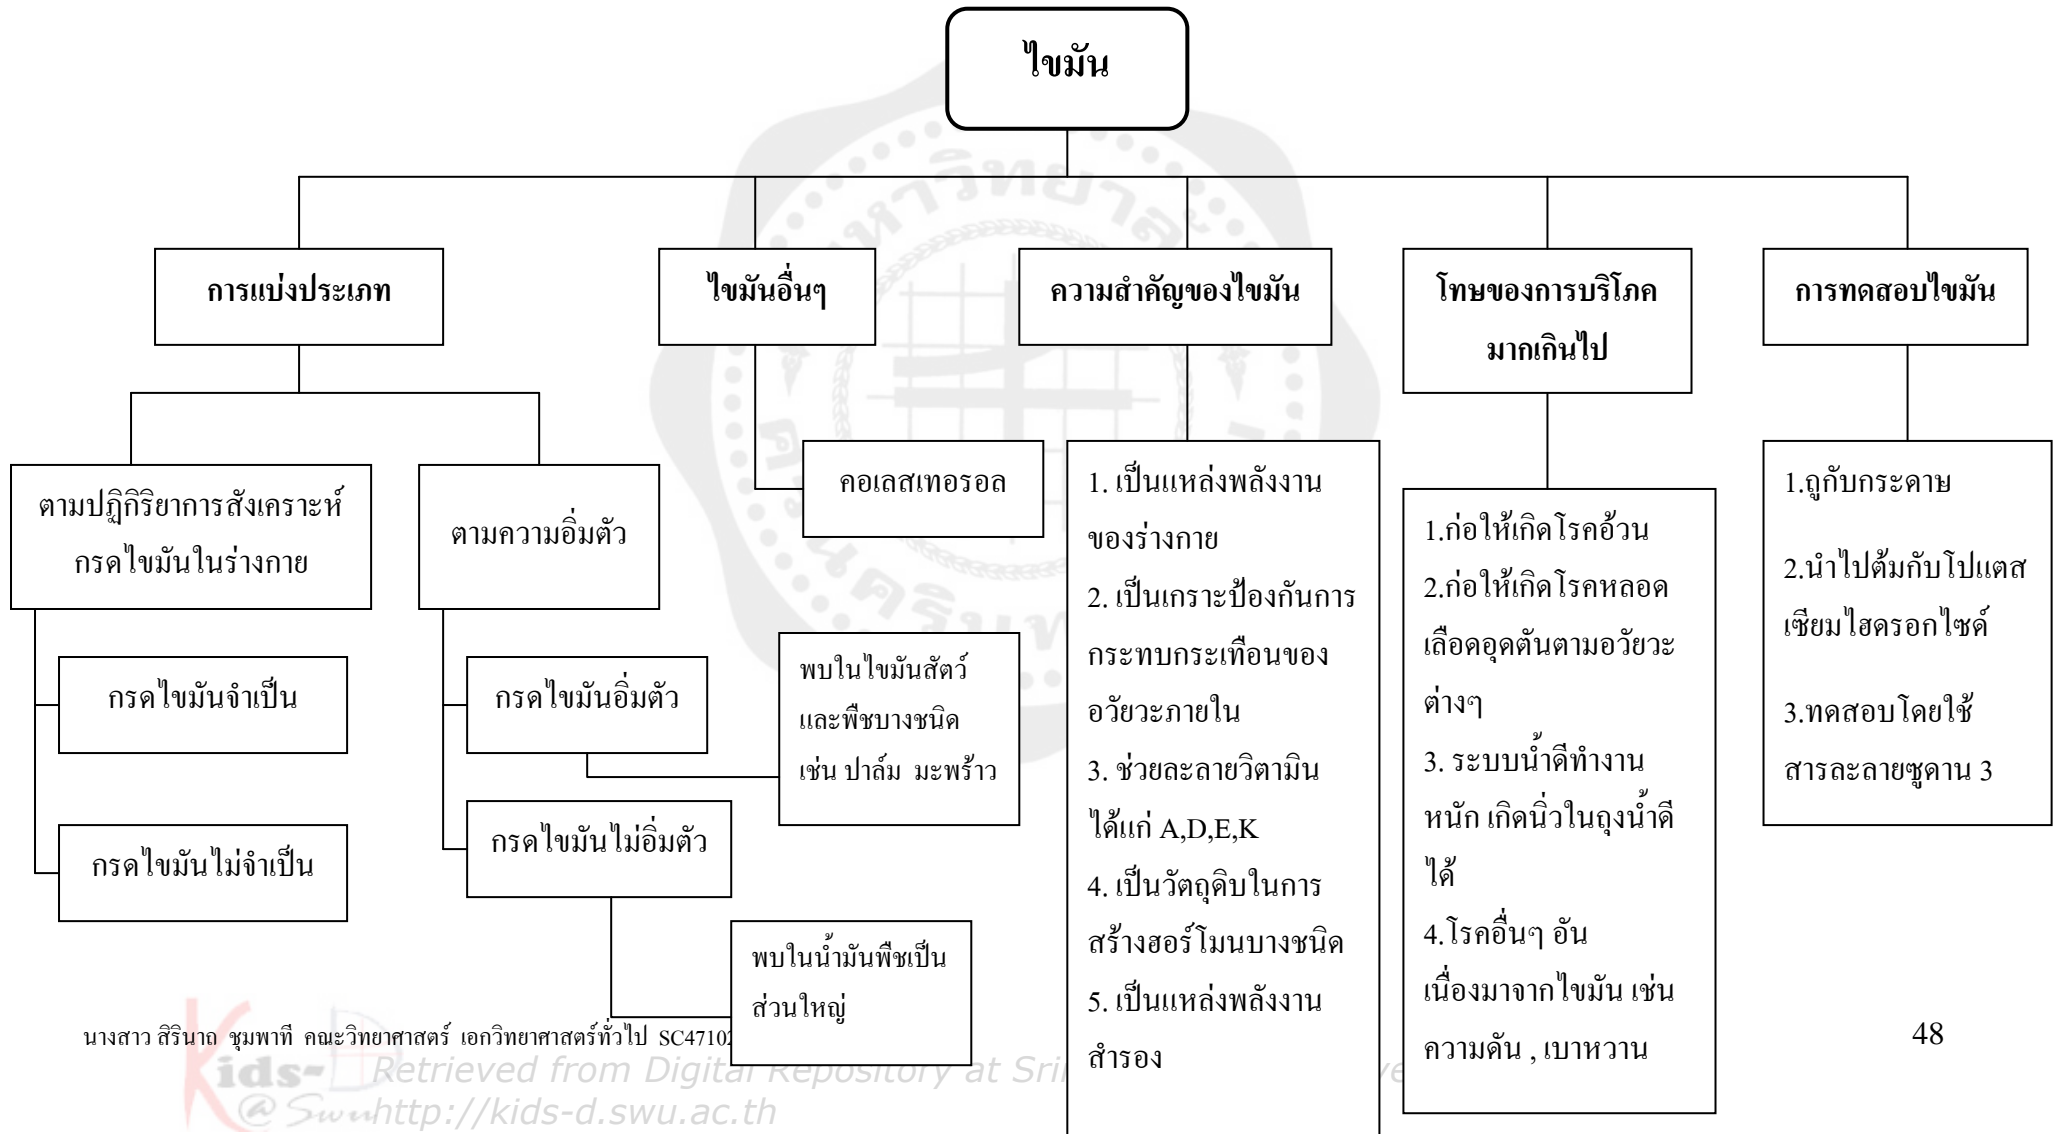 ไขมัน
การแบ่งประเภท
ไขมันอื่นๆ
ความสำคัญของไขมัน
โทษของการบริโภค
มากเกินไป
การทดสอบไขมัน
ตามปฏิกิริยาการสังเคราะห์
กรดไขมันในร่างกาย
กรดไขมันจำเป็น
กรดไขมันไม่จำเป็น
ตามความอิ่มตัว
กรดไขมันอิ่มตัว
พบในไขมันสัตว์
และพืชบางชนิด
เช่น ปาล์ม มะพร้าว
กรดไขมันไม่อิ่มตัว
พบในน้ำมันพืชเป็น
ส่วนใหญ่
คอเลสเทอรอล
1. เป็นแหล่งพลังงาน
ของร่างกาย
2. เป็นเกราะป้องกันการ
กระทบกระเทือนของ
อวัยวะภายใน
3. ช่วยละลายวิตามิน
ได้แก่ A,D,E,K
4. เป็นวัตถุดิบในการ
สร้างฮอร์โมนบางชนิด
5. เป็นแหล่งพลังงาน
สำรอง
1.ก่อให้เกิดโรคอ้วน
2.ก่อให้เกิดโรคหลอด
เลือดอุดตันตามอวัยวะ
ต่างๆ
3. ระบบน้ำดีทำงาน
หนัก เกิดนิ่วในถุงน้ำดี
ได้
4.โรคอื่นๆ อัน
เนื่องมาจากไขมัน เช่น
ความดัน , เบาหวาน
1.ถูกับกระดาษ
2.นำไปต้มกับโปแตส
เซียมไฮดรอกไซด์
3.ทดสอบโดยใช้
สารละลายซูดาน 3
นางสาว สิรินาถ ชุมพาที คณะวิทยาศาสตร์ เอกวิทยาศาสตร์ทั่วไป SC47102
48
Kids-D
@ Swu
Retrieved from Digital Repository at Sri
http://kids-d.swu.ac.th